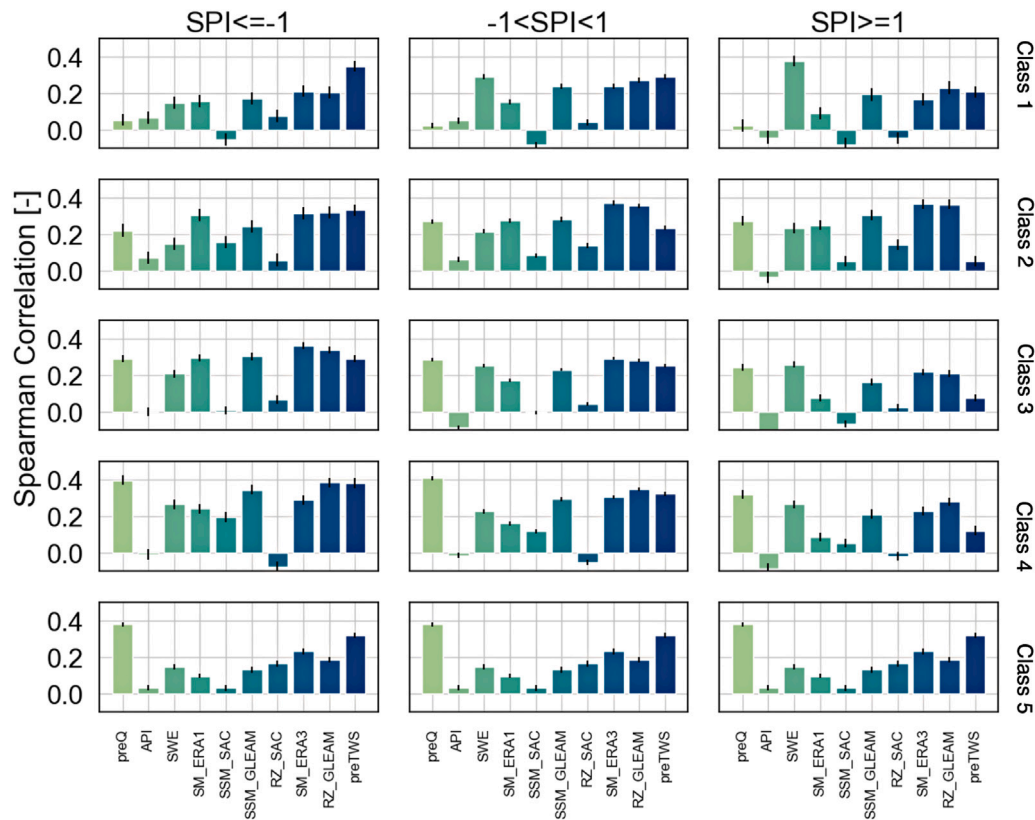 SPI<=-1
-1<SPI<1
SPI>=1
Spearman Correlation [-]
0.4
0.2
0.0
Class 1
0.4
0.2
0.0
Class 2
0.4
0.2
0.0
Class 3
0.4
0.2
0.0
Class 4
0.4
0.2
0.0
Class 5
preQ
API
SWE
SM_ERA1
SSM_SAC
SSM_GLEAM
RZ_SAC
SM_ERA3
RZ_GLEAM
preTWS
preQ
API
SWE
SM_ERA1
SSM_SAC
SSM_GLEAM
RZ_SAC
SM_ERA3
RZ_GLEAM
preTWS
preQ
API
SWE
SM_ERA1
SSM_SAC
SSM_GLEAM
RZ_SAC
SM_ERA3
RZ_GLEAM
preTWS